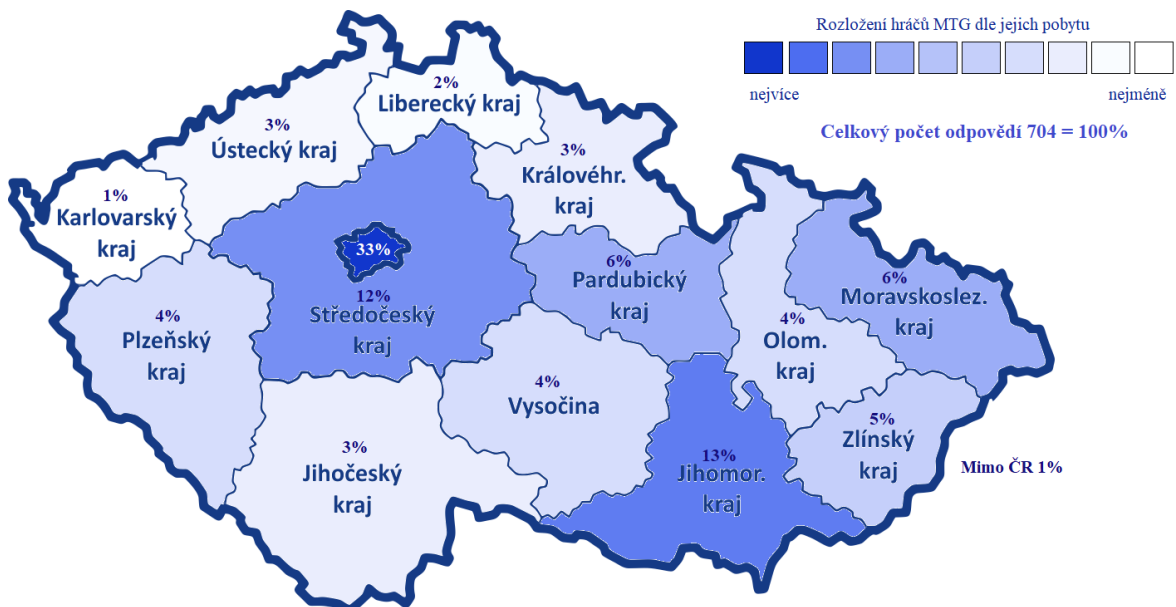 Rozložení hráčů MTG dle jejich pobytu
nejvíce
nejméně
Celkový počet odpovědí 704 = 100%
2%
Liberecký kraj
3%
Ústecký kraj
3%
Královéhr.
kraj
1%
Karlovarský
kraj
33%
12%
Středočeský
kraj
6%
Pardubický
kraj
6%
Moravskoslez.
kraj
4%
Plzeňský
kraj
4%
Olom.
kraj
4%
Vysočina
5%
Zlínský
kraj
3%
Jihočeský
kraj
13%
Jihomor.
kraj
Mimo ČR 1%